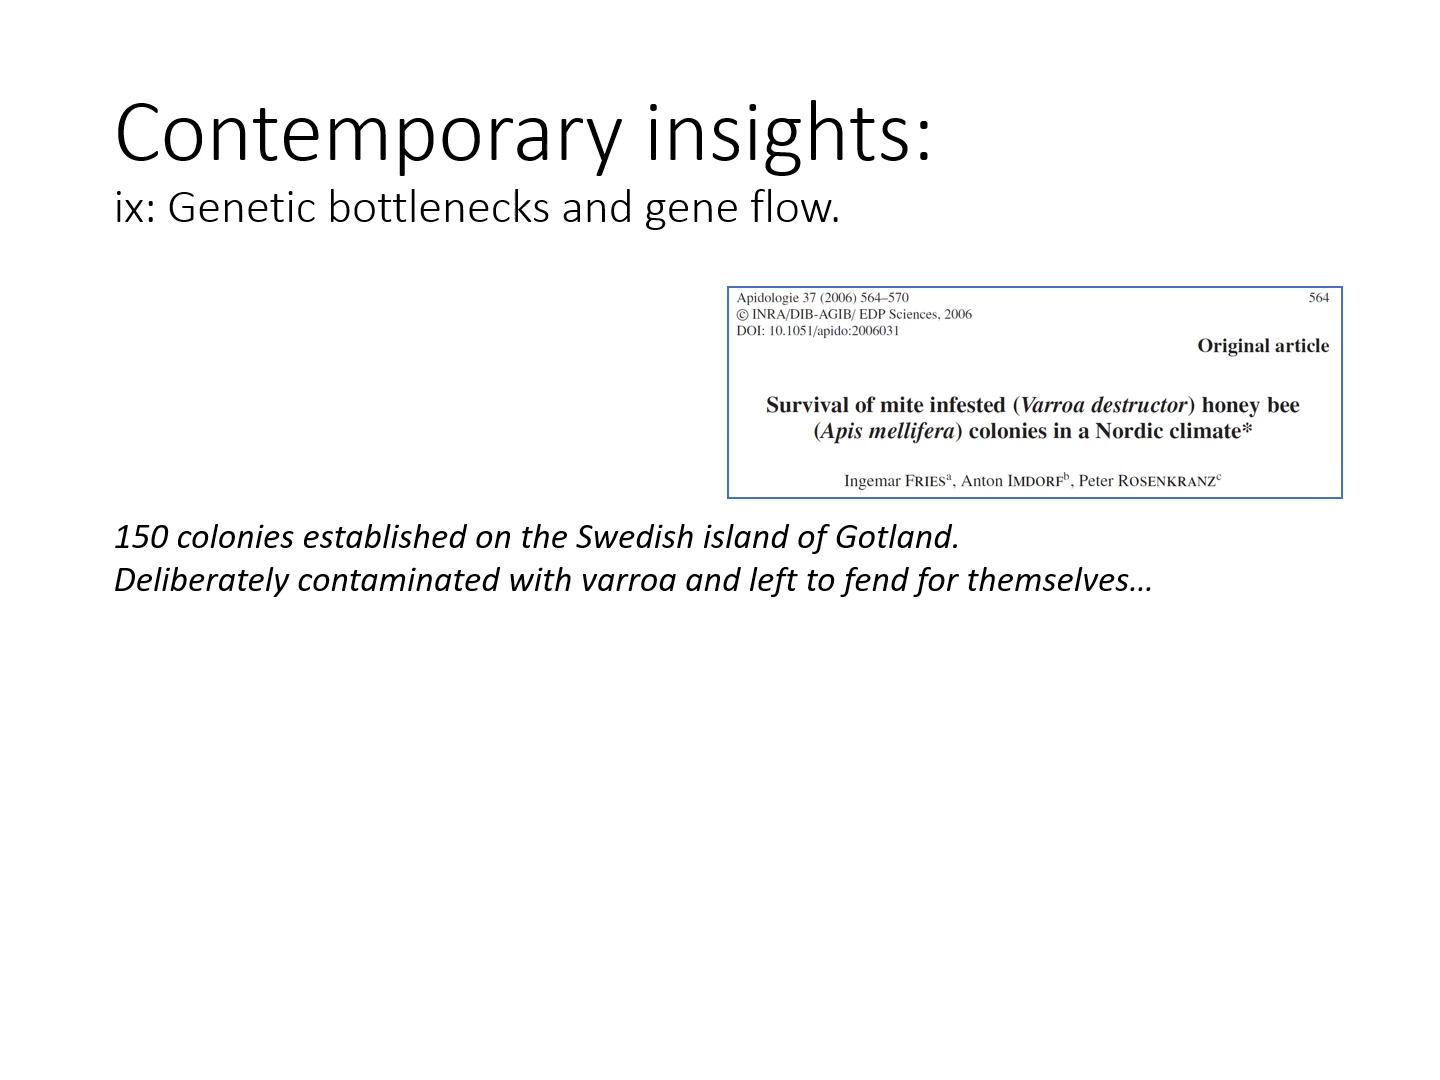 Contemporary insights:
ix: Genetic bottlenecks and gene flow.
Apidologie 37 (2006) 564–570
564
© INRA/DIB-AGIB/ EDP Sciences, 2006
DOI: 10.1051/apido:2006031
Original article
Survival of mite infested (Varroa destructor) honey bee
(Apis mellifera) colonies in a Nordic climate*
Ingemar FRIESa, Anton IMDORFb, Peter ROSENKRANZc
150 colonies established on the Swedish island of Gotland.
Deliberately contaminated with varroa and left to fend for themselves…